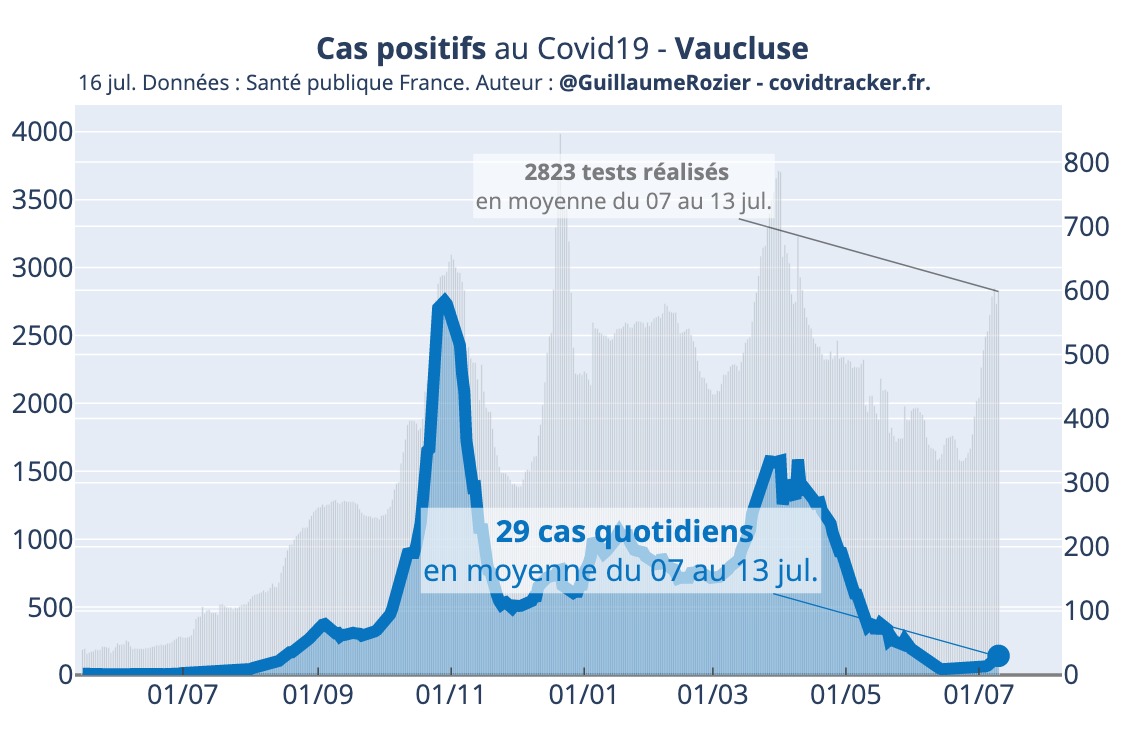 Cas positifs au Covid19 - Vaucluse
16 jul. Données : Santé publique France. Auteur : @GuillaumeRozier - covidtracker.fr.
4000
3500
3000
2500
2000
1500
1000
500
0
800
700
600
500
400
300
200
100
0
2823 tests réalisés
en moyenne du 07 au 13 jul.
29 cas quotidiens
en moyenne du 07 au 13 jul.
01/07 01/09 01/11 01/01 01/03 01/05 01/07